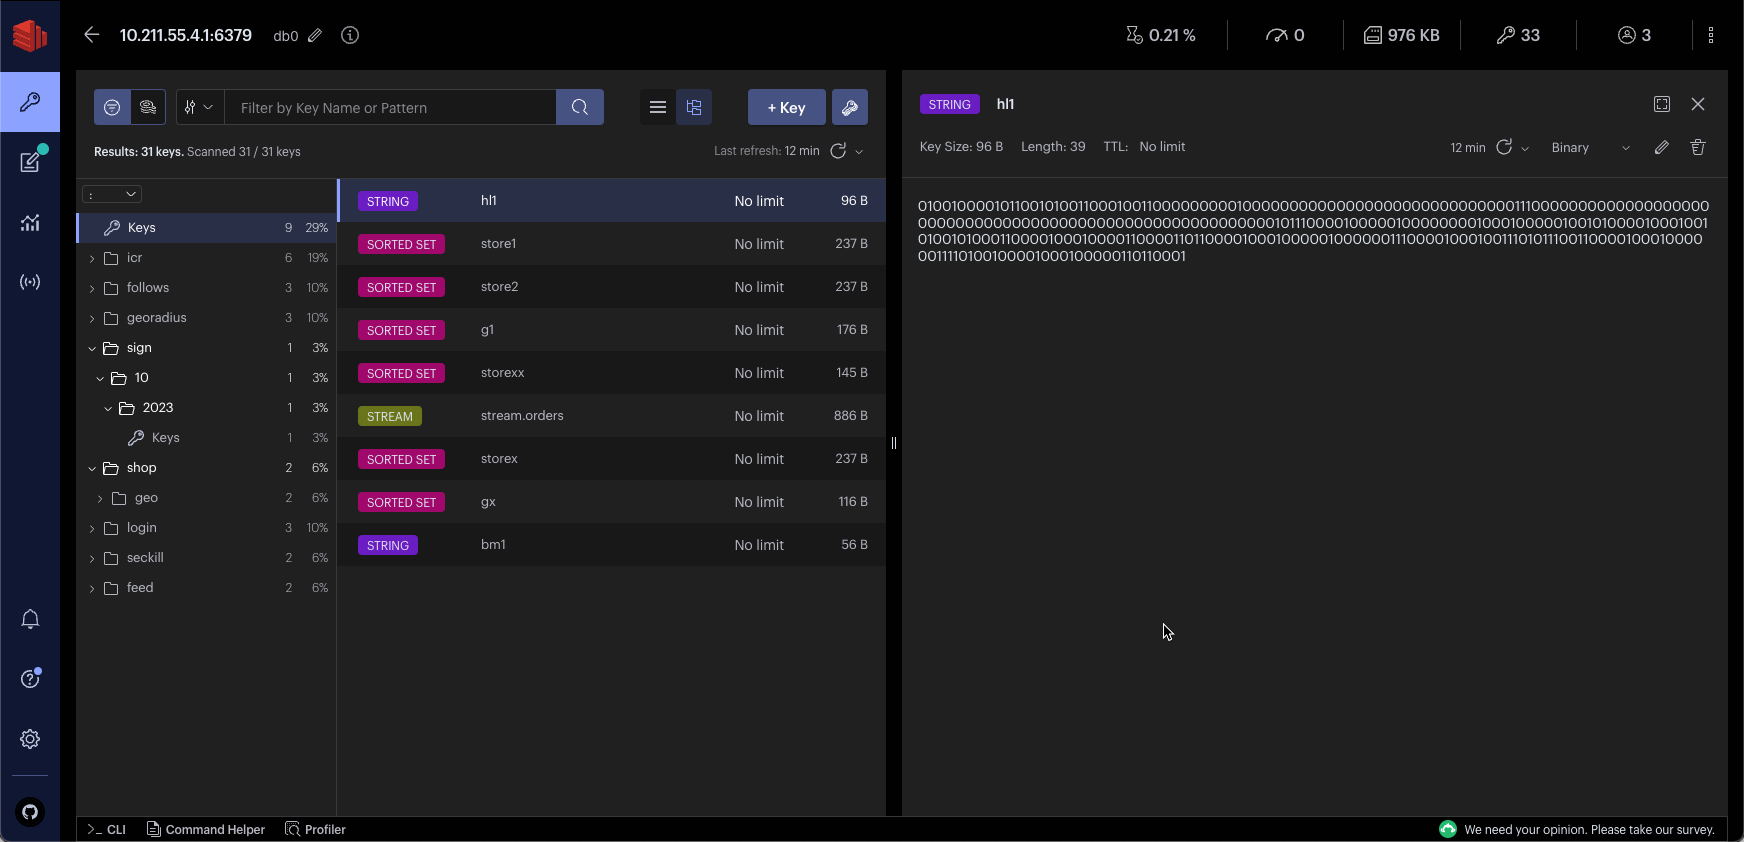 10.211.55.4.1:6379
db0
0.21 %
0
976 KB
33
3
Filter by Key Name or Pattern
+ Key
Results: 31 keys. Scanned 31 / 31 keys
Last refresh: 12 min
:
Keys 9 29%
icr 6 19%
follows 3 10%
georadius 3 10%
sign 1 3%
10 1 3%
2023 1 3%
Keys 1 3%
shop 2 6%
geo 2 6%
login 3 10%
seckill 2 6%
feed 2 6%
STRING hl1 No limit 96 B
SORTED SET store1 No limit 237 B
SORTED SET store2 No limit 237 B
SORTED SET g1 No limit 176 B
SORTED SET storexx No limit 145 B
STREAM stream.orders No limit 886 B
SORTED SET storex No limit 237 B
SORTED SET gx No limit 116 B
STRING bm1 No limit 56 B
STRING hl1
Key Size: 96 B Length: 39 TTL: No limit
12 min
Binary
>_ CLI
Command Helper
Profiler
We need your opinion. Please take our survey.